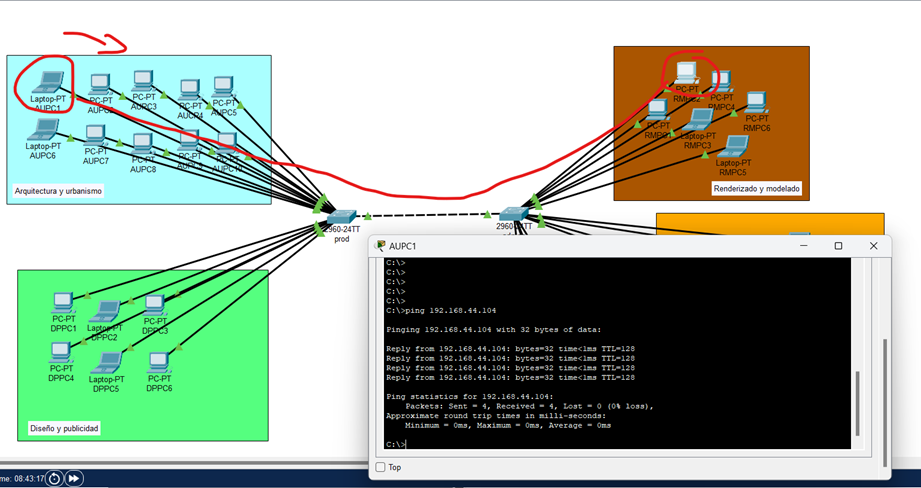 Laptop-PT
AUPC1
PC-PT
PC-PT
AUPC3
PC-PT
AUCR4
PC-PT
AUPC5
Laptop-PT
AUPC6
PC-PT
AUPC7
PC-PT
AUPC8
PC-PT
PC-PT
Arquitectura y urbanismo
PC-PT
PC-PT
RMPC4
PC-PT
RMPC6
PC-PT
Laptop-PT
RMPC3
Laptop-PT
RMPC5
Renderizado y modelado
2960-24TT
prod
PC-PT
DPPC1
Laptop-PT
DPPC2
PC-PT
DPPC3
PC-PT
DPPC4
Laptop-PT
DPPC5
PC-PT
DPPC6
Diseño y publicidad
AUPC1
C:\>
C:\>
C:\>
C:\>
C:\>
C:\>ping 192.168.44.104
Pinging 192.168.44.104 with 32 bytes of data:
Reply from 192.168.44.104: bytes=32 time<1ms TTL=128
Reply from 192.168.44.104: bytes=32 time<1ms TTL=128
Reply from 192.168.44.104: bytes=32 time<1ms TTL=128
Reply from 192.168.44.104: bytes=32 time<1ms TTL=128
Ping statistics for 192.168.44.104:
Packets: Sent = 4, Received = 4, Lost = 0 (0% loss),
Approximate round trip times in milli-seconds:
Minimum = 0ms, Maximum = 0ms, Average = 0ms
C:\>
Top
me: 08:43:17